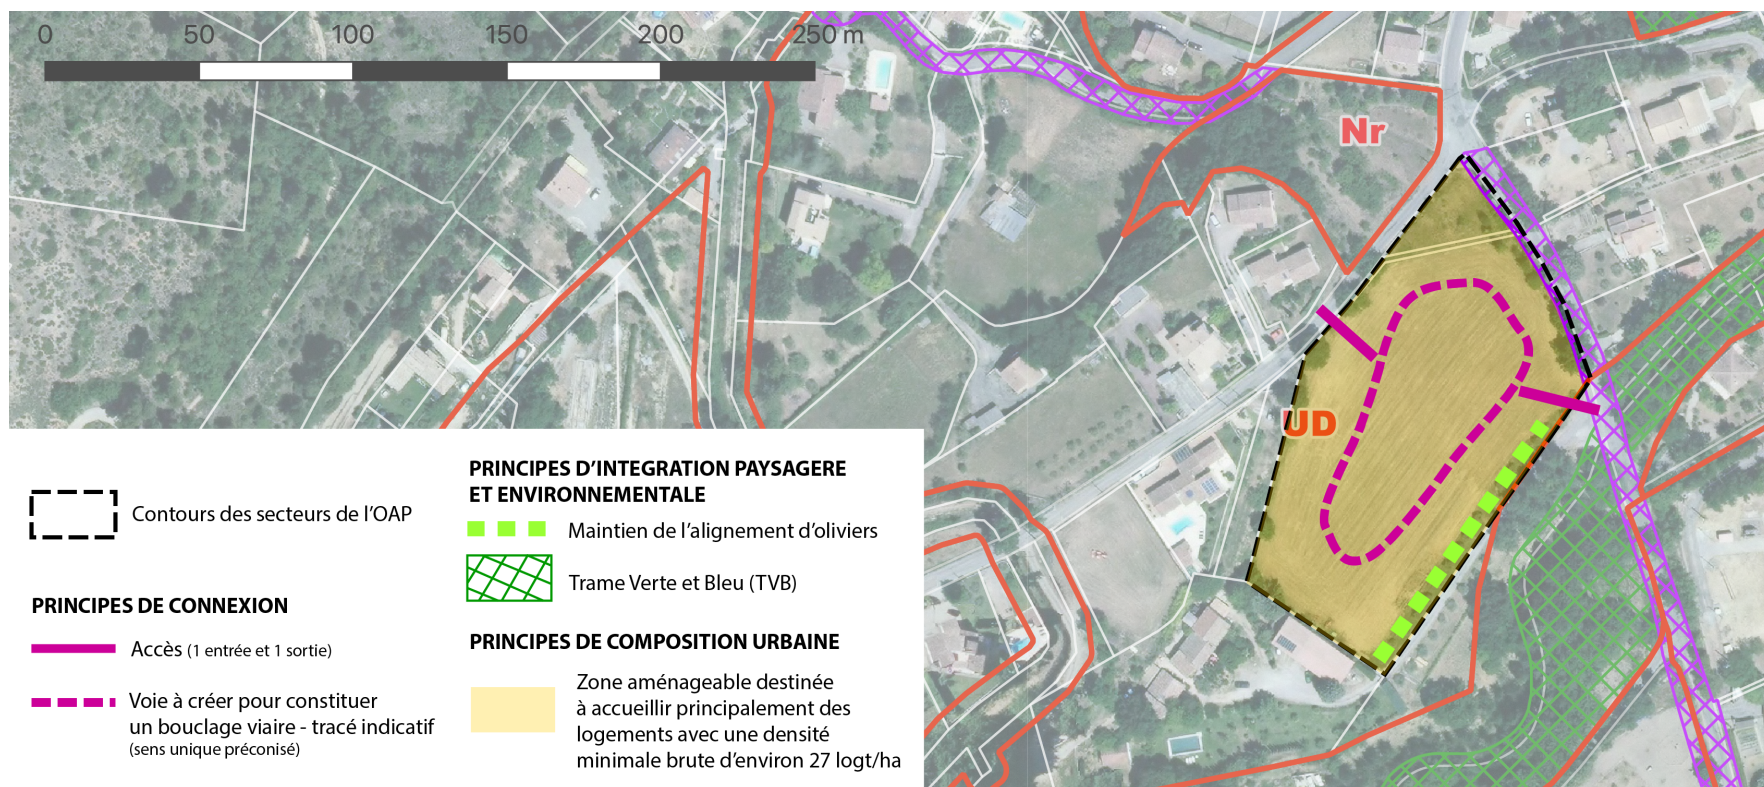 0 50 100 150 200 250 m
Nr
UD
Contours des secteurs de l'OAP
PRINCIPES DE CONNEXION
Accès (1 entrée et 1 sortie)
Voie à créer pour constituer
un bouclage viaire - tracé indicatif
(sens unique préconisé)
PRINCIPES D'INTEGRATION PAYSAGERE
ET ENVIRONNEMENTALE
Maintien de l'alignement d'oliviers
Trame Verte et Bleu (TVB)
PRINCIPES DE COMPOSITION URBAINE
Zone aménageable destinée
à accueillir principalement des
logements avec une densité
minimale brute d'environ 27 logt/ha